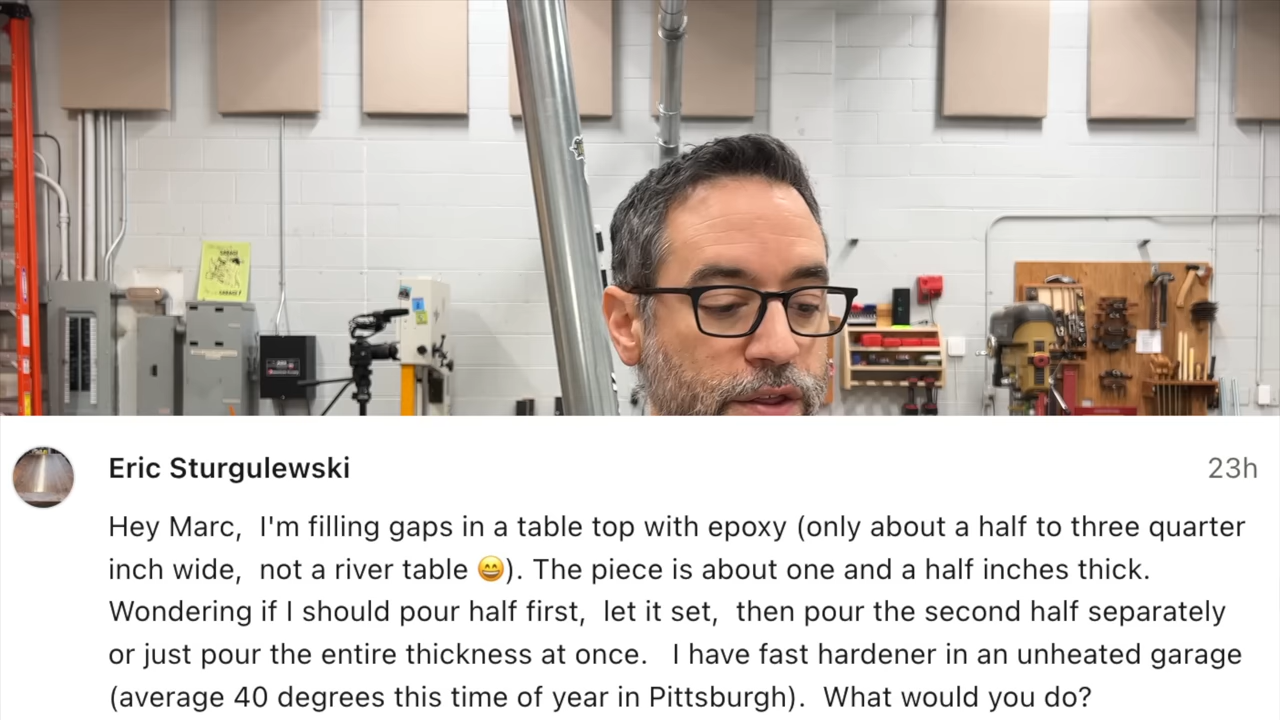 Eric Sturgulewski
23h
Hey Marc,  I'm filling gaps in a table top with epoxy (only about a half to three quarter
inch wide,  not a river table 😄). The piece is about one and a half inches thick.
Wondering if I should pour half first,  let it set,  then pour the second half separately
or just pour the entire thickness at once.   I have fast hardener in an unheated garage
(average 40 degrees this time of year in Pittsburgh).  What would you do?